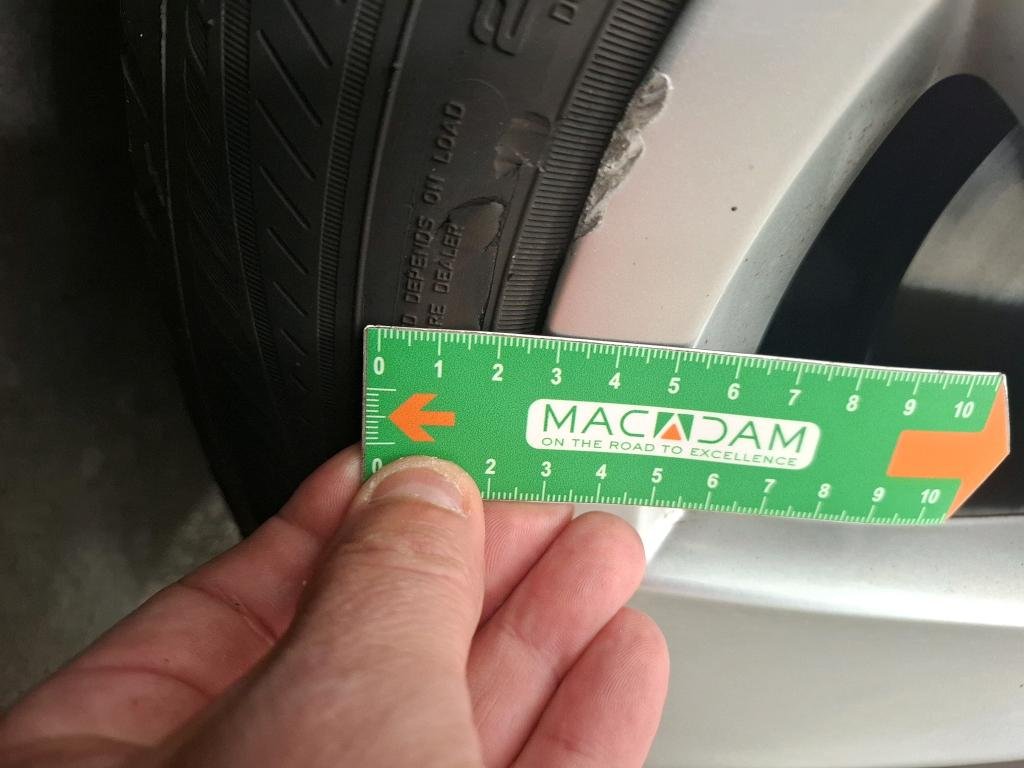 2
D
D DEPENDS ON LOAD
RE DEALER
0 1 2 3 4 5 6 7 8 9 10
MACADAM
ON THE ROAD TO EXCELLENCE
0 2 3 4 5 6 7 8 9 10